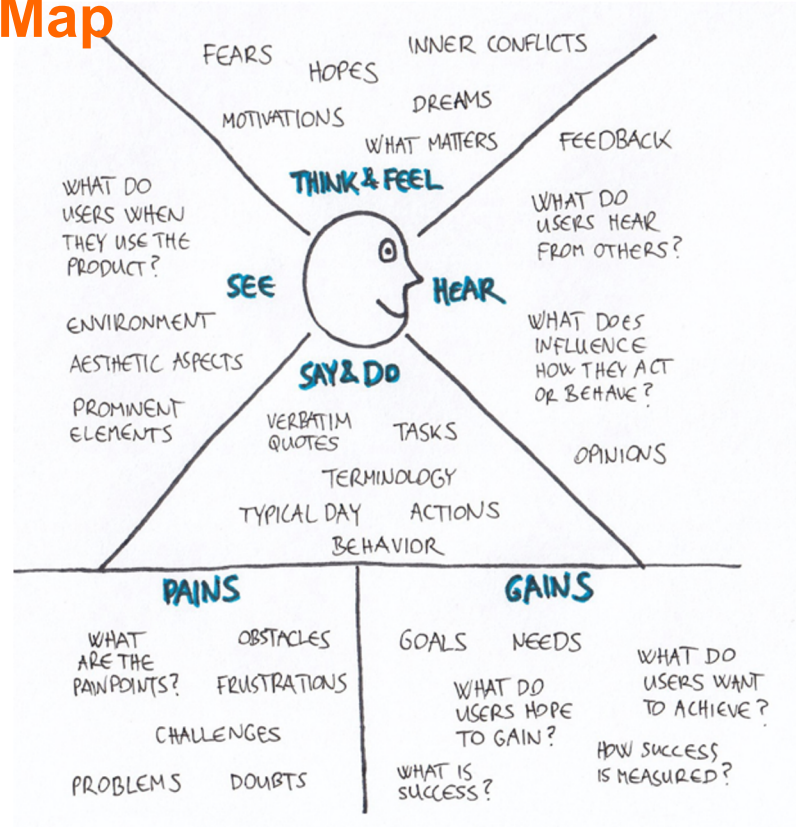 Map
FEARS
HOPES
INNER CONFLICTS
MOTIVATIONS
DREAMS
WHAT MATTERS
THINK & FEEL
WHAT DO
USERS WHEN
THEY USE THE
PRODUCT?
SEE
ENVIRONMENT
AESTHETIC ASPECTS
PROMINENT
ELEMENTS
FEEDBACK
WHAT DO
USERS HEAR
FROM OTHERS?
HEAR
WHAT DOES
INFLUENCE
HOW THEY ACT
OR BEHAVE?
OPINIONS
SAY & DO
VERBATIM
QUOTES
TASKS
TERMINOLOGY
TYPICAL DAY
ACTIONS
BEHAVIOR
PAINS
WHAT
ARE THE
PAINPOINTS?
OBSTACLES
FRUSTRATIONS
CHALLENGES
PROBLEMS
DOUBTS
GAINS
GOALS
NEEDS
WHAT DO
USERS WANT
TO ACHIEVE?
WHAT DO
USERS HOPE
TO GAIN?
HOW SUCCESS
IS MEASURED?
WHAT IS
SUCCESS?